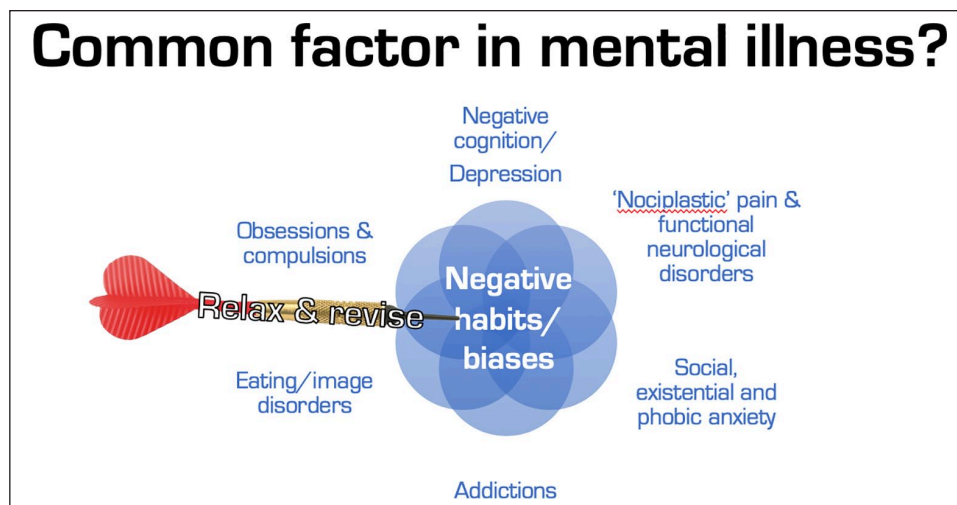 Common factor in mental illness?
Negative
cognition/
Depression
‘Nociplastic’ pain &
functional
neurological
disorders
Obsessions &
compulsions
Negative
habits/
biases
Relax & revise
Eating/image
disorders
Social,
existential and
phobic anxiety
Addictions